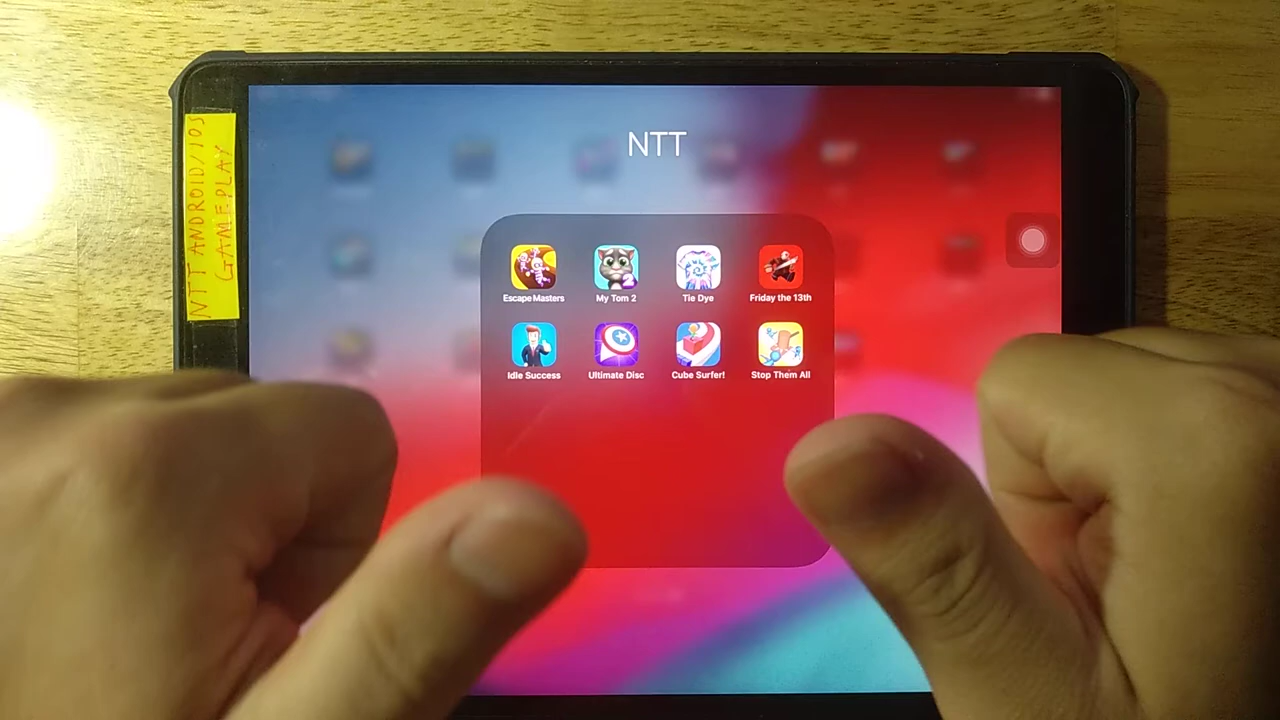 NTT ANDROID/IOS
GAMEPLAY
NTT
Escape Masters
My Tom 2
Tie Dye
Friday the 13th
Idle Success
Ultimate Disc
Cube Surfer!
Stop Them All